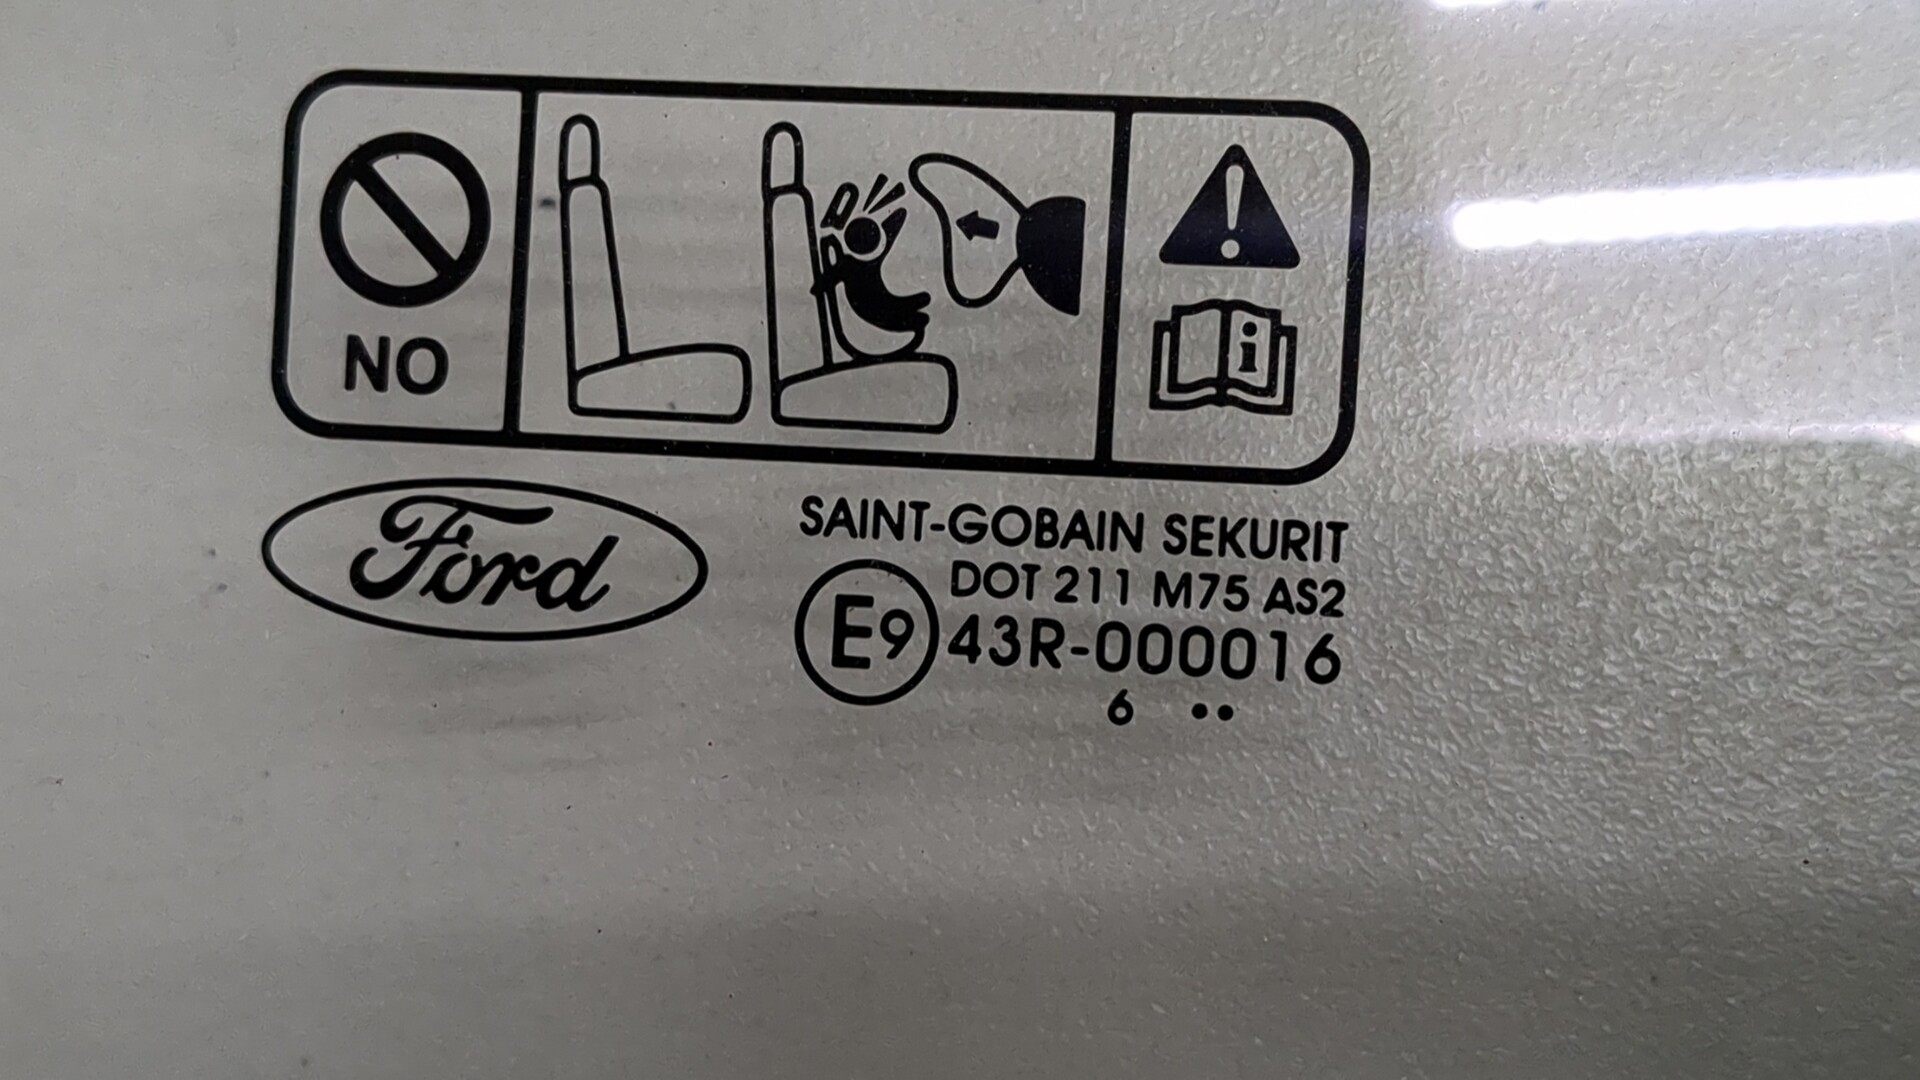 NO
Ford
SAINT-GOBAIN SEKURIT
DOT 211 M75 AS2
E9 43R-000016
6 ••